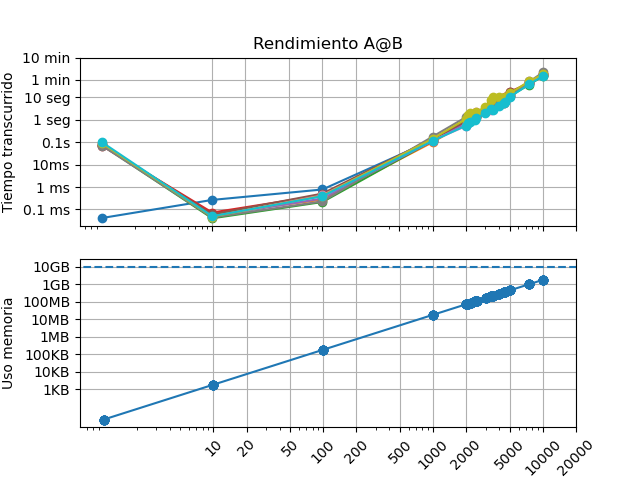 Rendimiento A@B
Tiempo transcurrido
10 min
1 min
10 seg
1 seg
0.1s
10ms
1 ms
0.1 ms
Uso memoria
10GB
1GB
100MB
10MB
1MB
100KB
10KB
1KB
10 20 50 100 200 500 1000 2000 5000 10000 20000